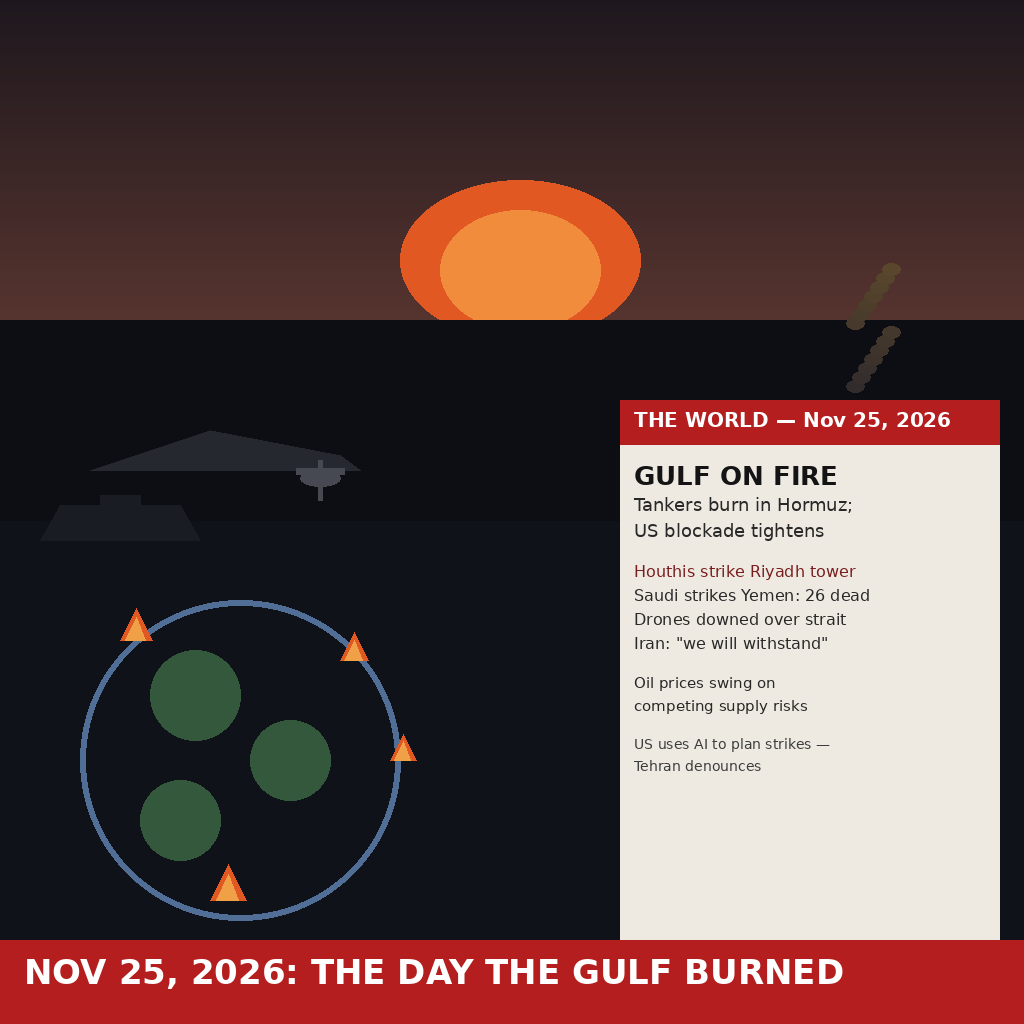 THE WORLD — Nov 25, 2026
GULF ON FIRE
Tankers burn in Hormuz;
US blockade tightens
Houthis strike Riyadh tower
Saudi strikes Yemen: 26 dead
Drones downed over strait
Iran: "we will withstand"
Oil prices swing on
competing supply risks
US uses AI to plan strikes —
Tehran denounces
NOV 25, 2026: THE DAY THE GULF BURNED